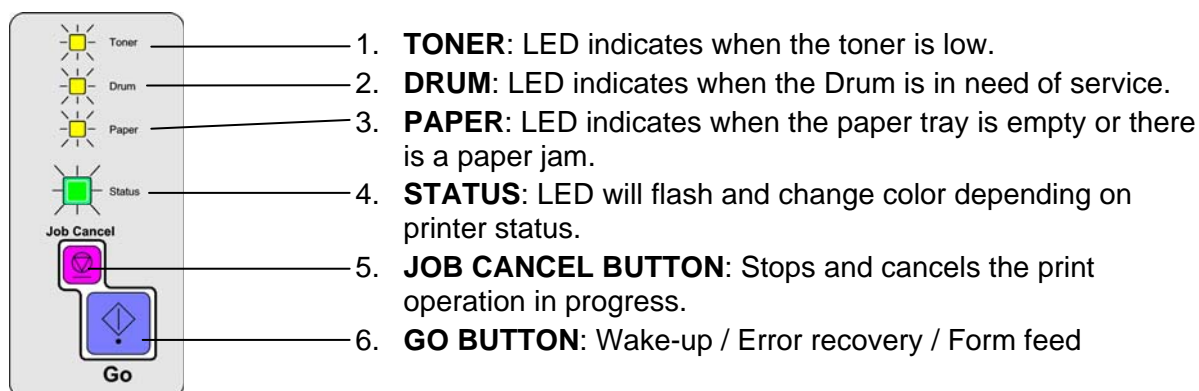 Toner
Drum
Paper
Status
Job Cancel
Go
1. TONER: LED indicates when the toner is low.
2. DRUM: LED indicates when the Drum is in need of service.
3. PAPER: LED indicates when the paper tray is empty or there
is a paper jam.
4. STATUS: LED will flash and change color depending on
printer status.
5. JOB CANCEL BUTTON: Stops and cancels the print
operation in progress.
6. GO BUTTON: Wake-up / Error recovery / Form feed